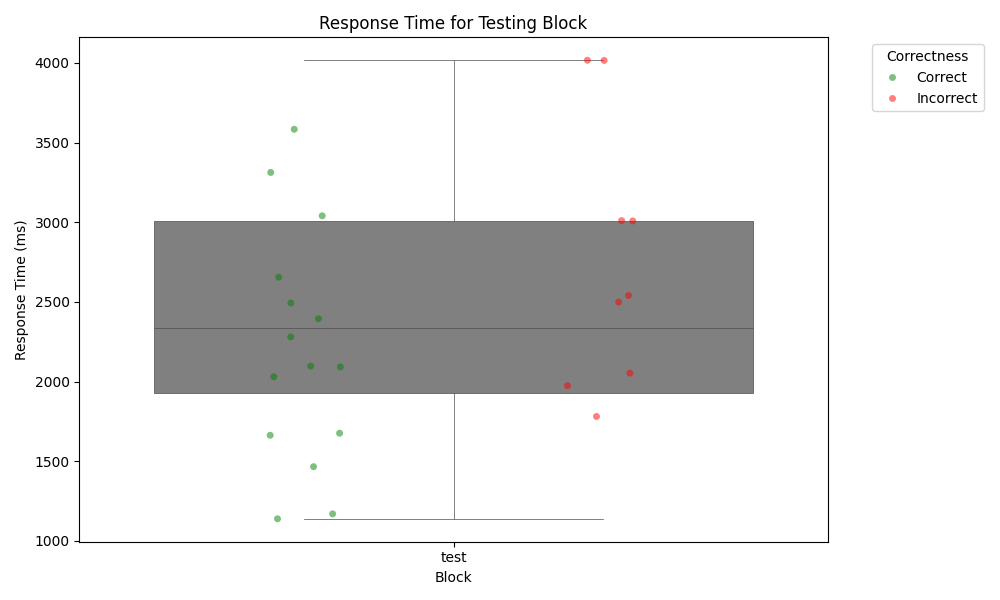 Response Time for Testing Block
Correctness
Correct
Incorrect
4000
3500
3000
2500
2000
1500
1000
Response Time (ms)
test
Block